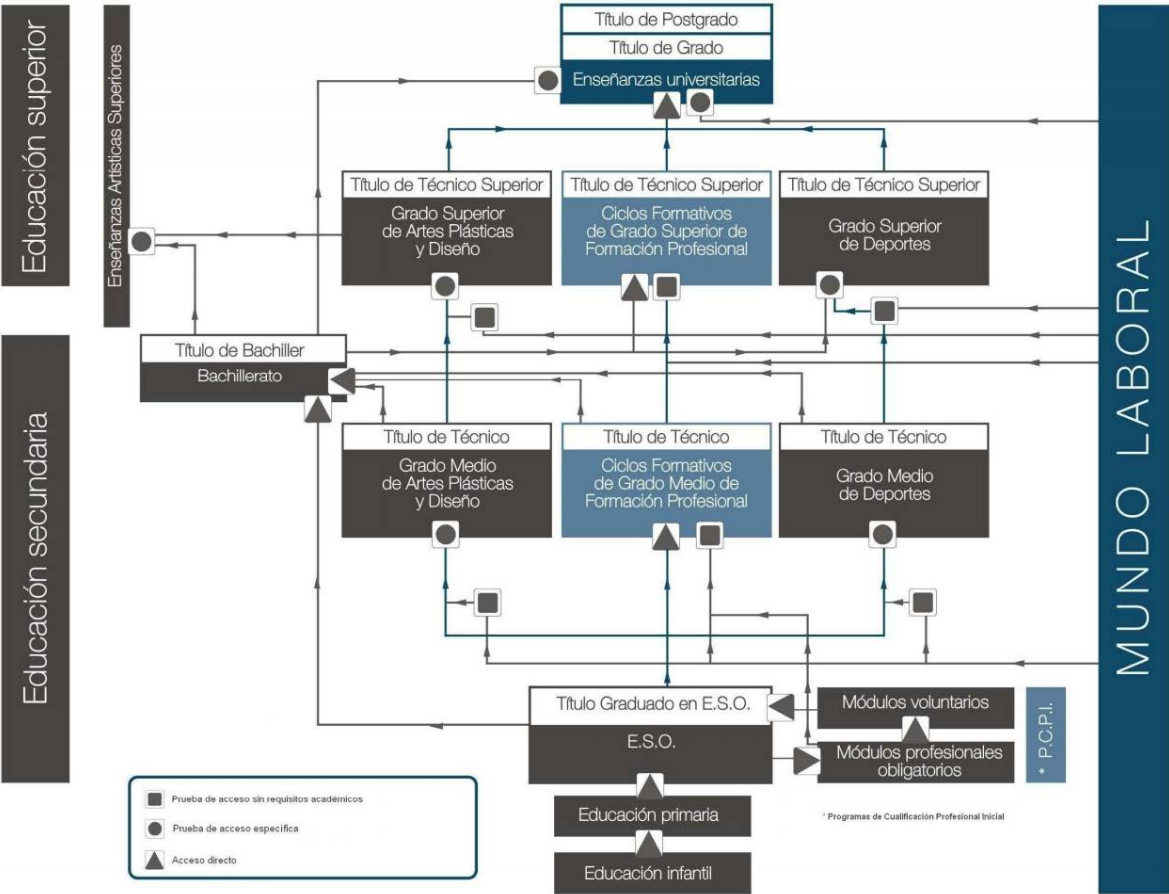 Educación superior
Enseñanzas Artísticas Superiores
Título de Postgrado
Título de Grado
Enseñanzas universitarias
Título de Técnico Superior
Grado Superior
de Artes Plásticas
y Diseño
Título de Técnico Superior
Ciclos Formativos
de Grado Superior de
Formación Profesional
Título de Técnico Superior
Grado Superior
de Deportes
MUNDO LABORAL
Educación secundaria
Título de Bachiller
Bachillerato
Título de Técnico
Grado Medio
de Artes Plásticas
y Diseño
Título de Técnico
Ciclos Formativos
de Grado Medio de
Formación Profesional
Título de Técnico
Grado Medio
de Deportes
Título Graduado en E.S.O.
E.S.O.
Módulos voluntarios
Módulos profesionales
obligatorios
* P.C.P.I.
Educación primaria
Educación infantil
* Programas de Cualificación Profesional Inicial
Prueba de acceso sin requisitos académicos
Prueba de acceso específica
Acceso directo